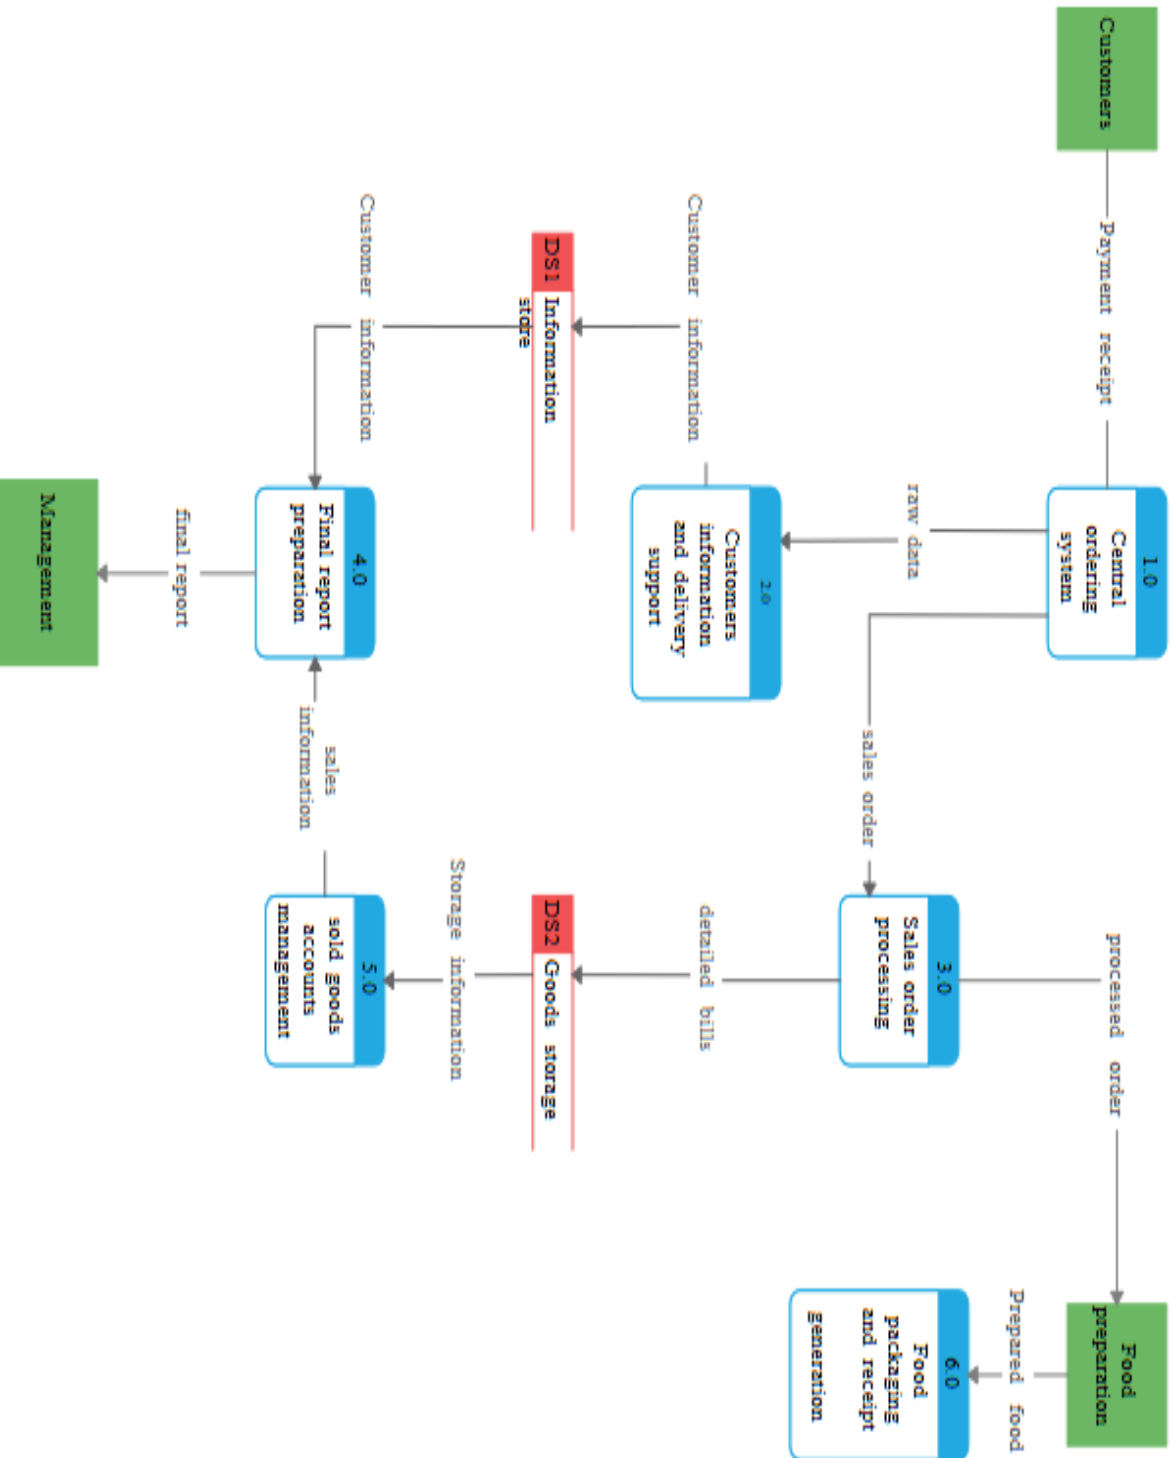 Customers
Payment receipt
1.0
Central
ordering
system
processed order
Food
preparation
raw data
sales order
Prepared food
2.0
Customers
information
and delivery
support
3.0
Sales order
processing
6.0
Food
packaging
and receipt
generation
Customer information
detailed bills
DS1
Information
store
DS2
Goods storage
Customer information
Storage information
4.0
Final report
preparation
sales
information
5.0
sold goods
accounts
management
final report
Management